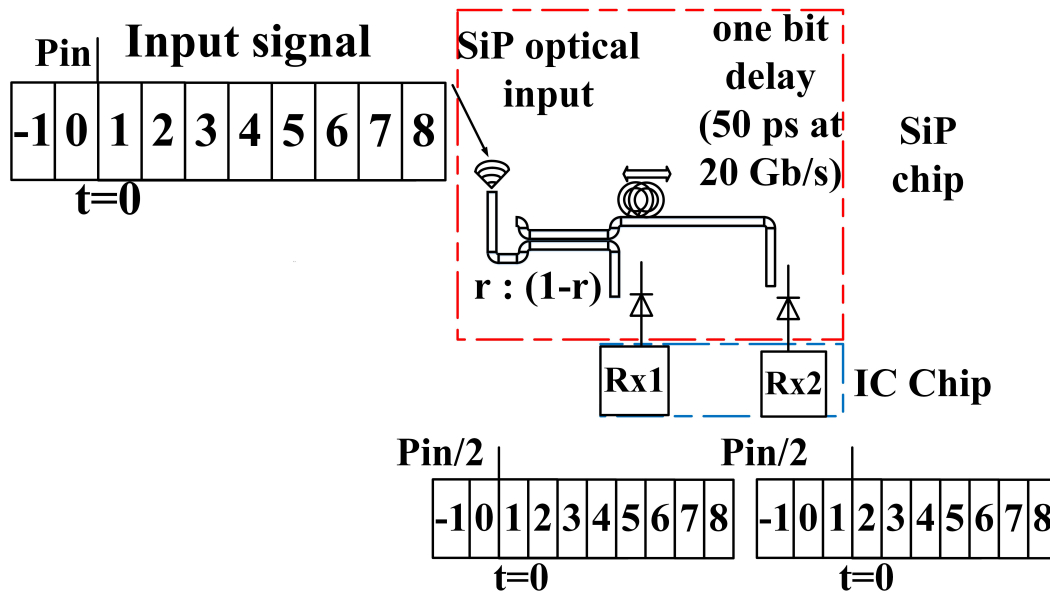 Pin
Input signal
-1 0 1 2 3 4 5 6 7 8
t=0
SiP optical
input
one bit
delay
(50 ps at
20 Gb/s)
SiP
chip
r : (1-r)
Rx1
Rx2
IC Chip
Pin/2
-1 0 1 2 3 4 5 6 7 8
t=0
Pin/2
-1 0 1 2 3 4 5 6 7 8
t=0